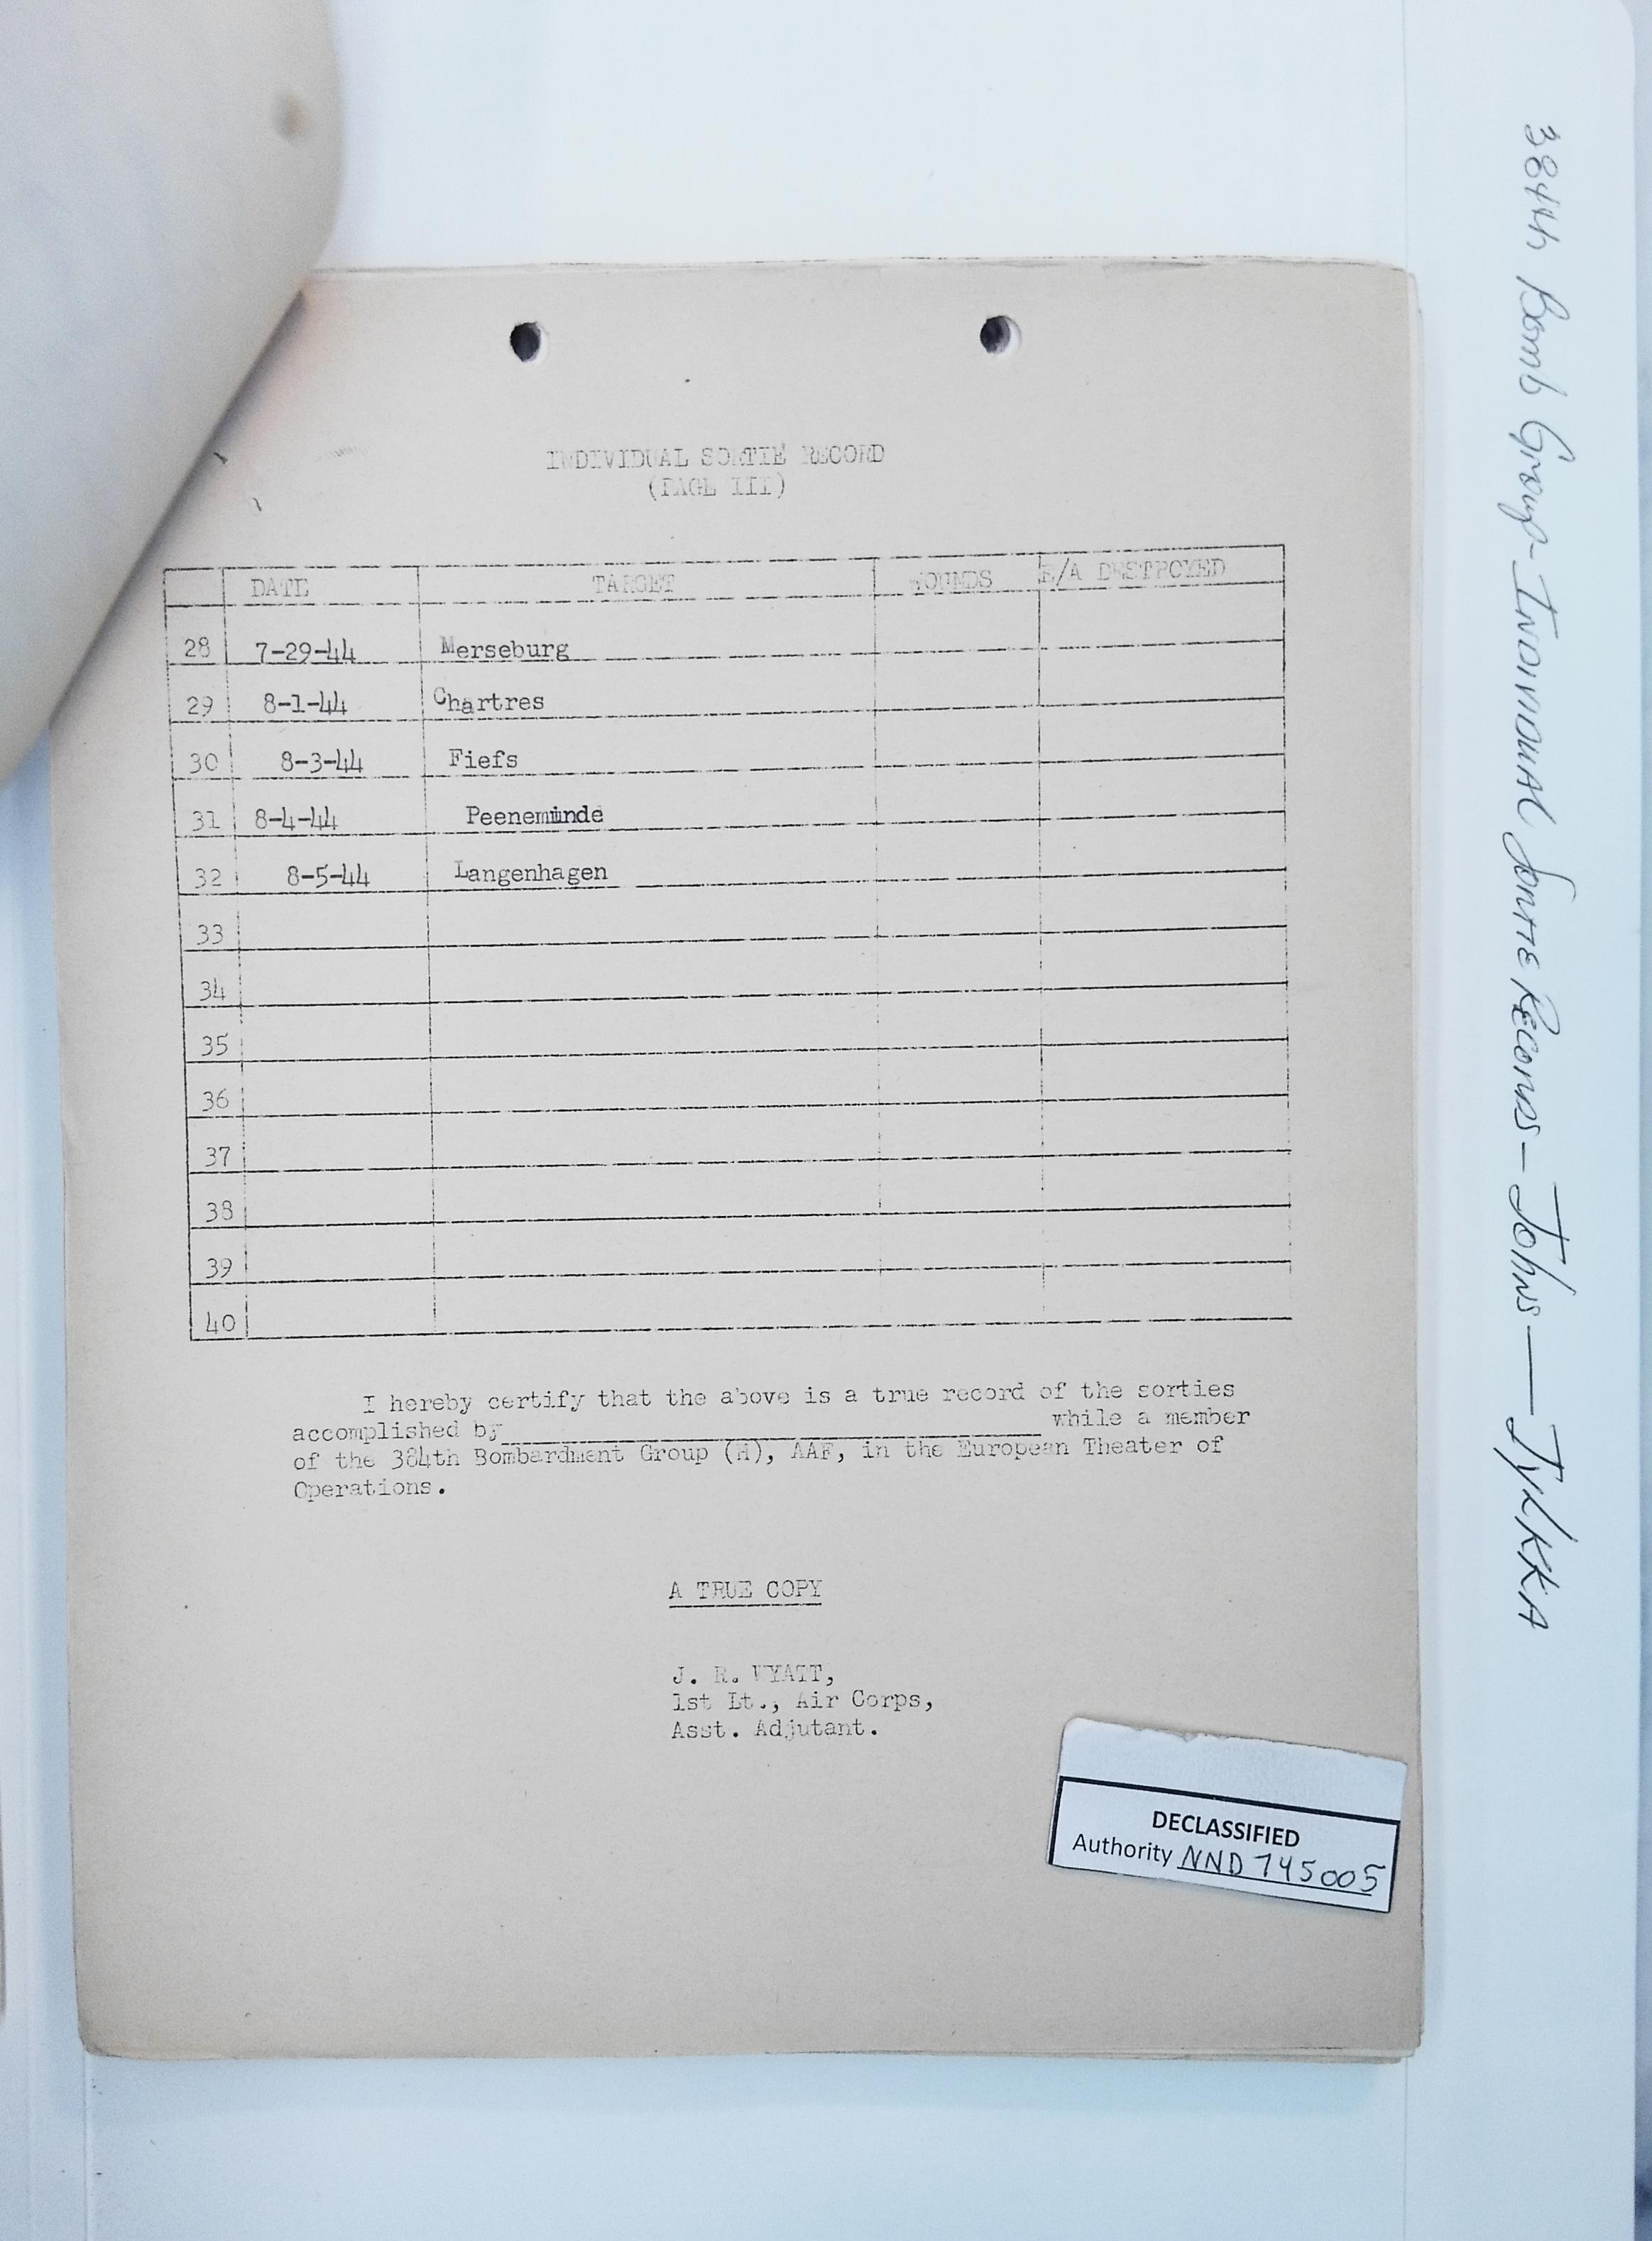 INDIVIDUAL SORTIE RECORD
(PAGE III)
DATE TARGET WOUNDS E/A DESTROYED
28 7-29-44 Merseburg
29 8-1-44 Chartres
30 8-3-44 Fiefs
31 8-4-44 Peenemünde
32 8-5-44 Langenhagen
33
34
35
36
37
38
39
40
I hereby certify that the above is a true record of the sorties
accomplished by while a member
of the 384th Bombardment Group (H), AAF, in the European Theater of
Operations.
A TRUE COPY
J. R. WYATT,
1st Lt., Air Corps,
Asst. Adjutant.
DECLASSIFIED
Authority NND 745005
384th Bomb Group - Individual Sortie Records - Johns - Jylkka